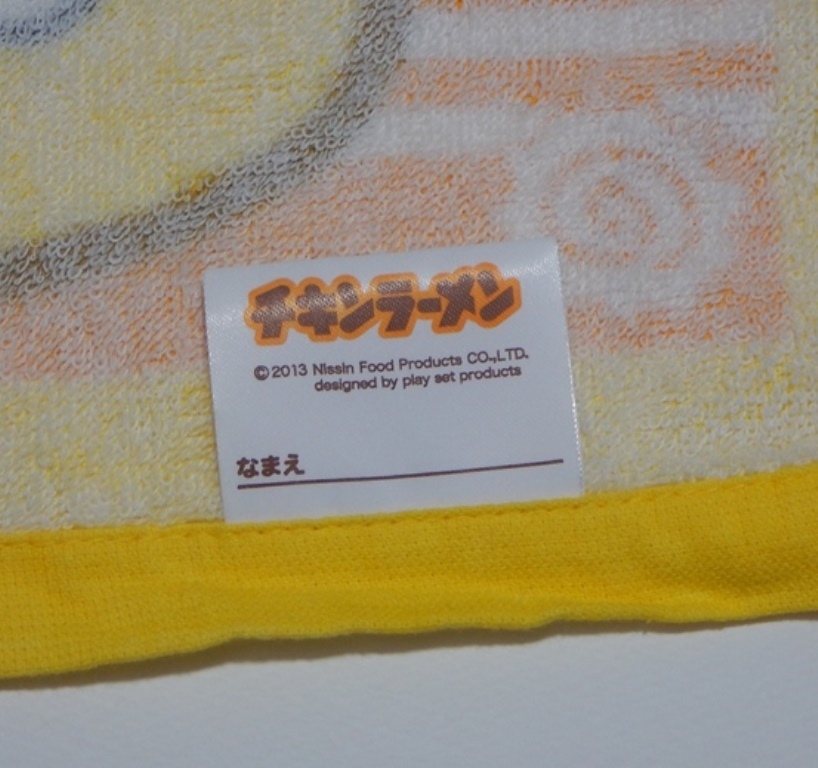 チキンラーメン
©2013 Nissin Food Products CO.,LTD.
designed by play set products
なまえ